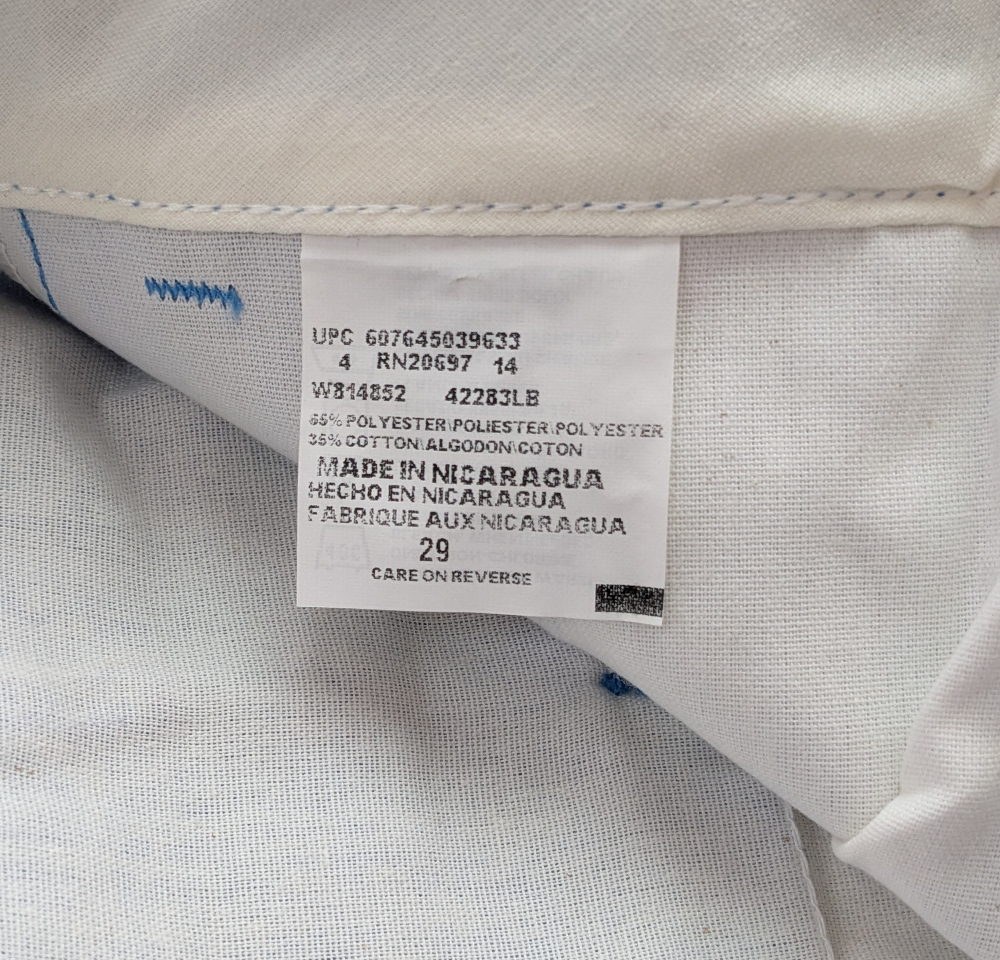 UPC 607645039633
4 RN20697 14
W814852 42283LB
65% POLYESTER\POLIESTER\POLYESTER
35% COTTON\ALGODON\COTON
MADE IN NICARAGUA
HECHO EN NICARAGUA
FABRIQUE AUX NICARAGUA
29
CARE ON REVERSE